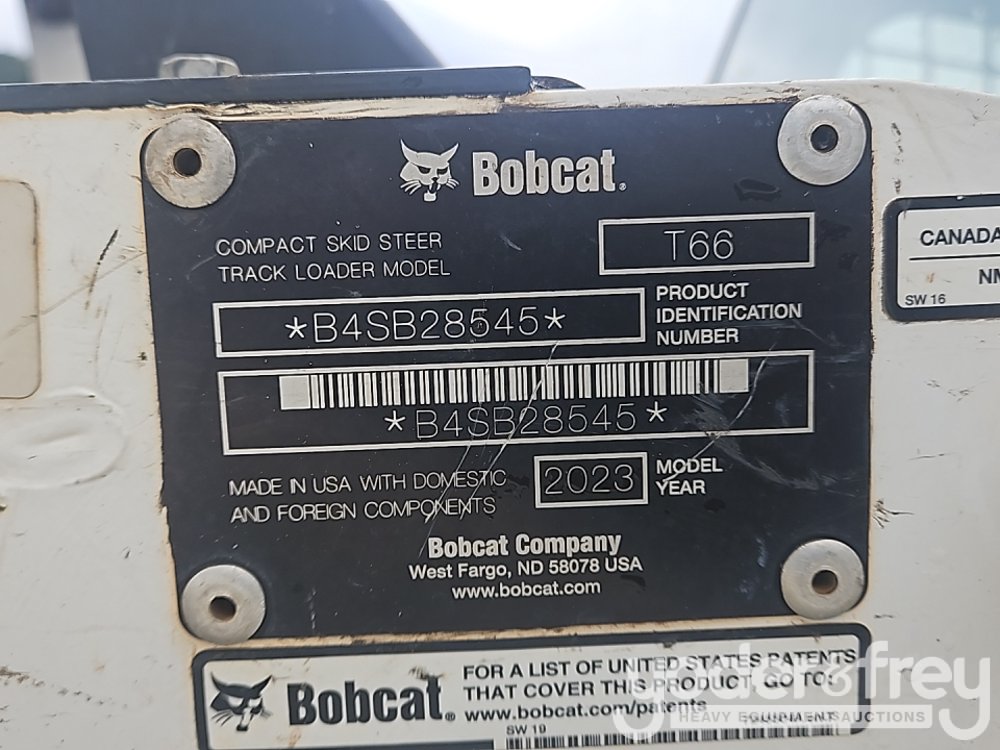 Bobcat.
COMPACT SKID STEER
TRACK LOADER MODEL
T66
*B4SB28545*
PRODUCT
IDENTIFICATION
NUMBER
*B4SB28545*
MADE IN USA WITH DOMESTIC
AND FOREIGN COMPONENTS
2023
MODEL
YEAR
Bobcat Company
West Fargo, ND 58078 USA
www.bobcat.com
CANADA
SW 16
Bobcat.
FOR A LIST OF UNITED STATES PATENTS
THAT COVER THIS PRODUCT, GO TO:
www.bobcat.com/patents
SW 19
yoder&frey
HEAVY EQUIPMENT AUCTIONS